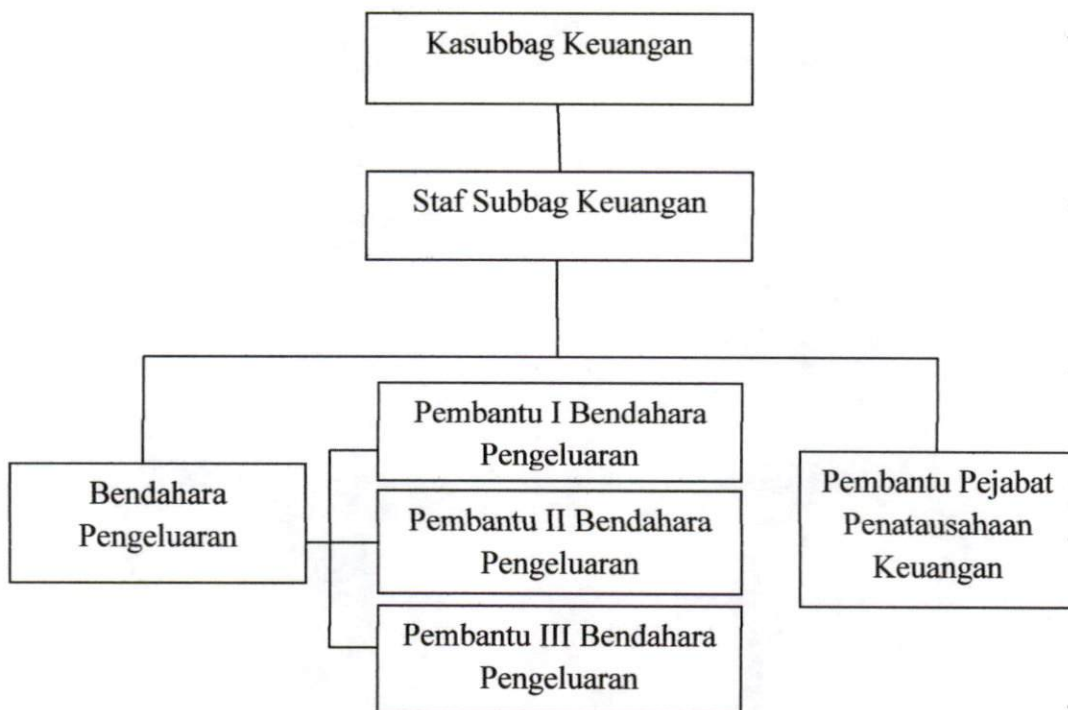 Kasubbag Keuangan
Staf Subbag Keuangan
Bendahara
Pengeluaran
Pembantu I Bendahara
Pengeluaran
Pembantu II Bendahara
Pengeluaran
Pembantu III Bendahara
Pengeluaran
Pembantu Pejabat
Penatausahaan
Keuangan